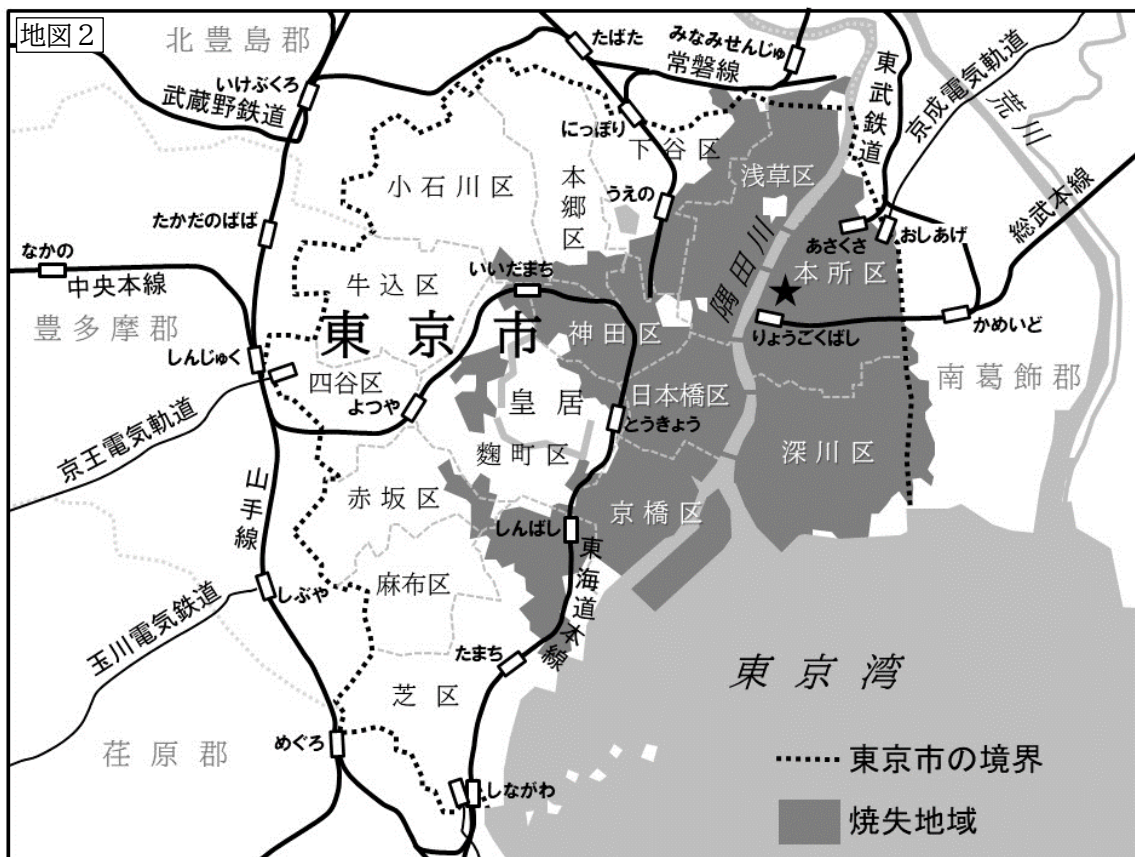 地図２
北豊島郡
いけぶくろ
武蔵野鉄道
たばた
みなみせんじゅ
常磐線
東武鉄道
京成電気軌道
荒川
にっぽり
下谷区
浅草区
小石川区
本郷区
うえの
たかだのばば
なかの
中央本線
豊多摩郡
牛込区
いいだまち
隅田川
あさくさ
おしあげ
総武本線
本所区
★
りょうごくばし
かめいど
南葛飾郡
東京市
神田区
しんじゅく
四谷区
よつや
皇居
日本橋区
とうきょう
京王電気軌道
麴町区
深川区
山手線
赤坂区
しんばし
京橋区
東海道本線
麻布区
しぶや
玉川電気鉄道
たまち
芝区
東京湾
荏原郡
めぐろ
しながわ
東京市の境界
焼失地域